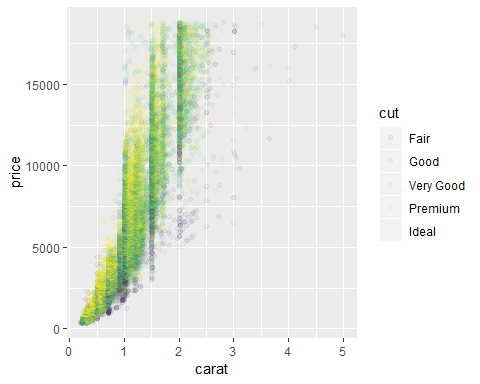 15000
10000
5000
0
price
0
1
2
3
4
5
carat
cut
Fair
Good
Very Good
Premium
Ideal